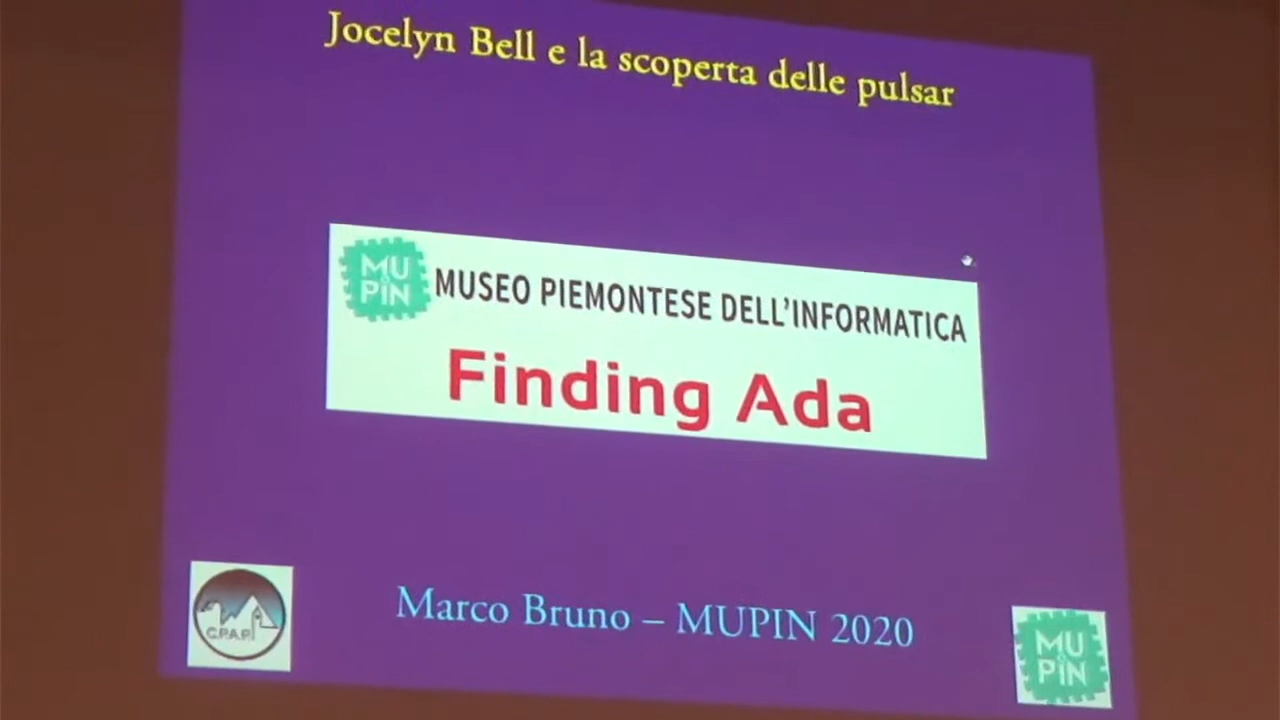 Jocelyn Bell e la scoperta delle pulsar
MU
PIN
MUSEO PIEMONTESE DELL'INFORMATICA
Finding Ada
C.P.A.P.
Marco Bruno – MUPIN 2020
MU
PIN